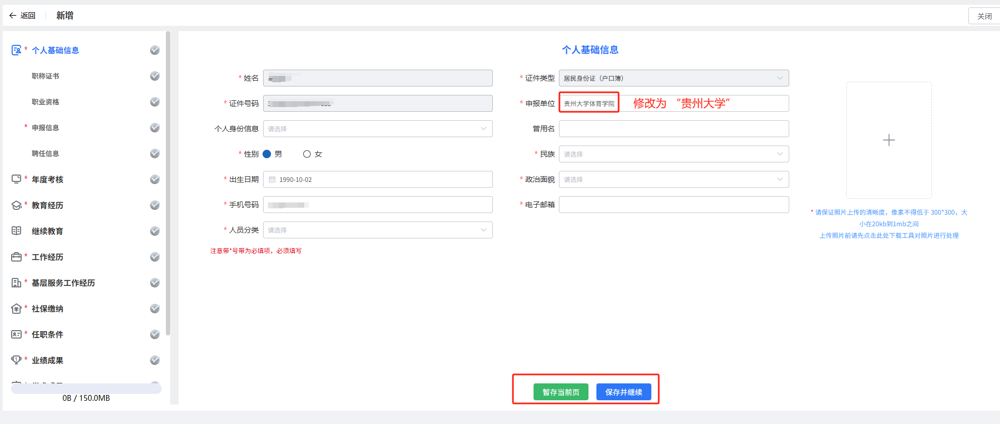 返回 新增 关闭
个人基础信息
职称证书
职业资格
* 申报信息
聘任信息
* 年度考核
* 教育经历
继续教育
* 工作经历
* 基层服务工作经历
* 社保缴纳
* 任职条件
* 业绩成果
0B / 150.0MB
个人基础信息
* 姓名
* 证件类型 居民身份证（户口簿）
* 证件号码
* 申报单位 贵州大学体育学院 修改为 “贵州大学”
个人身份信息 请选择
曾用名
* 性别 男 女
* 民族 请选择
* 出生日期 1990-10-02
* 政治面貌 请选择
* 手机号码
* 电子邮箱
* 人员分类 请选择
注意带*号带为必填项，必须填写
* 请保证照片上传的清晰度，像素不得低于 300*300，大
小在20kb到1mb之间
上传照片前请先点击此处下载工具对照片进行处理
暂存当前页 保存并继续